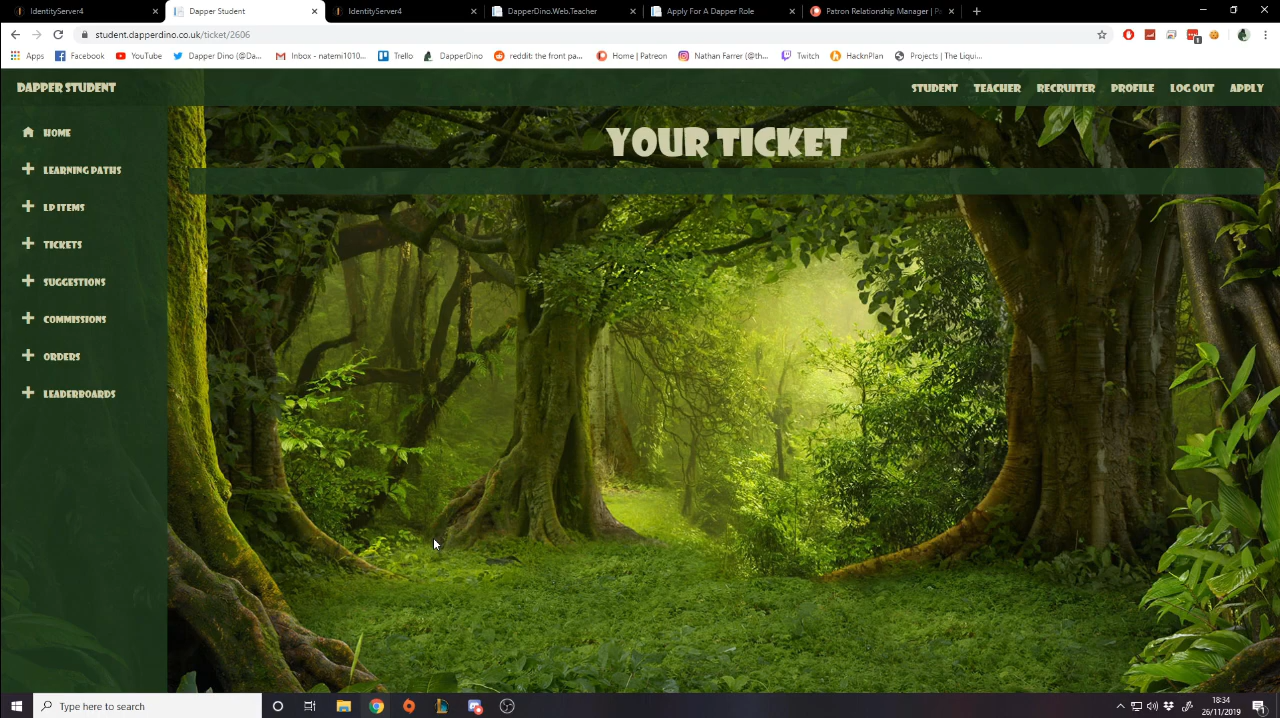 IdentityServer4
Dapper Student
IdentityServer4
DapperDino.Web.Teacher
Apply For A Dapper Role
Patron Relationship Manager |
student.dapperdino.co.uk/ticket/2606
Apps
Facebook
YouTube
Dapper Dino (@Da...
Inbox - natemi1010...
Trello
DapperDino
reddit: the front pa...
Home | Patreon
Nathan Farrer (@th...
Twitch
HacknPlan
Projects | The Liqui...
DAPPER STUDENT
STUDENT
TEACHER
RECRUITER
PROFILE
LOG OUT
APPLY
HOME
LEARNING PATHS
LP ITEMS
TICKETS
SUGGESTIONS
COMMISSIONS
ORDERS
LEADERBOARDS
YOUR TICKET
Type here to search
18:34
26/11/2019